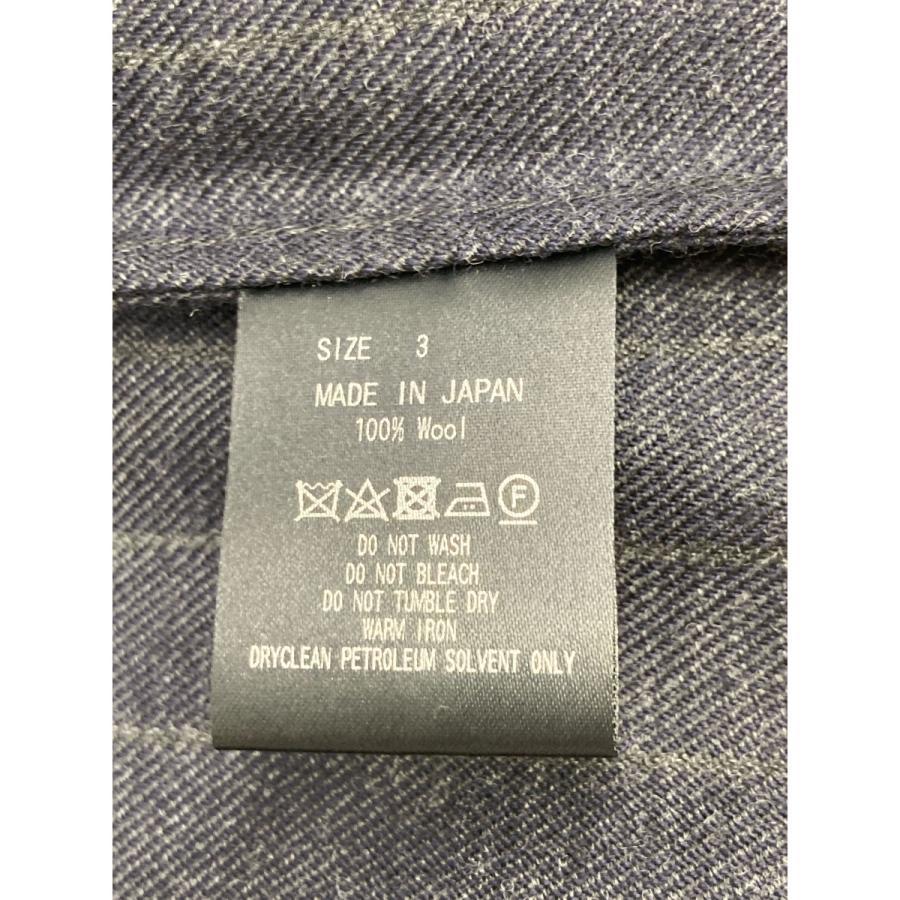 SIZE 3
MADE IN JAPAN
100% Wool
F
DO NOT WASH
DO NOT BLEACH
DO NOT TUMBLE DRY
WARM IRON
DRYCLEAN PETROLEUM SOLVENT ONLY